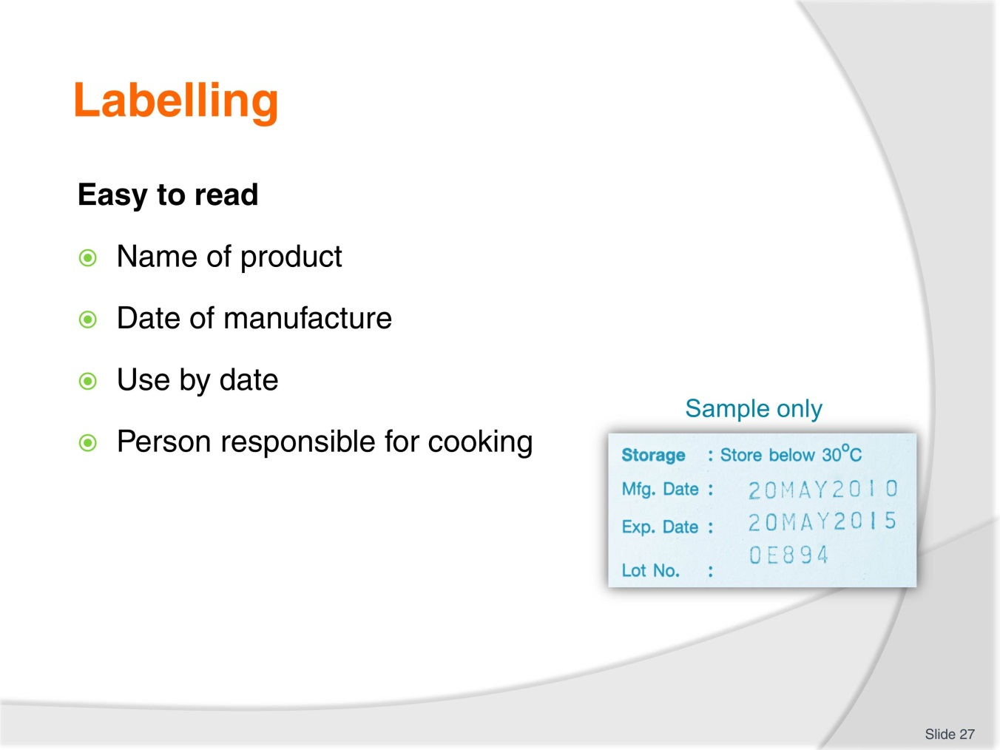 Labelling
Easy to read
Name of product
Date of manufacture
Use by date
Person responsible for cooking
Sample only
Storage : Store below 30°C
Mfg. Date : 20MAY2010
Exp. Date : 20MAY2015
0E894
Lot No. :
Slide 27